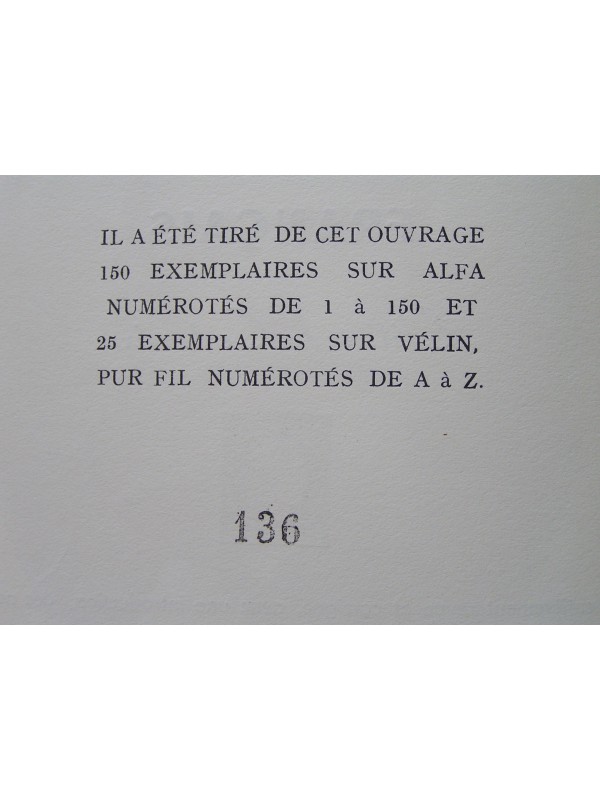 IL A ÉTÉ TIRÉ DE CET OUVRAGE
150 EXEMPLAIRES SUR ALFA
NUMÉROTÉS DE 1 à 150 ET
25 EXEMPLAIRES SUR VÉLIN,
PUR FIL NUMÉROTÉS DE A à Z.
136